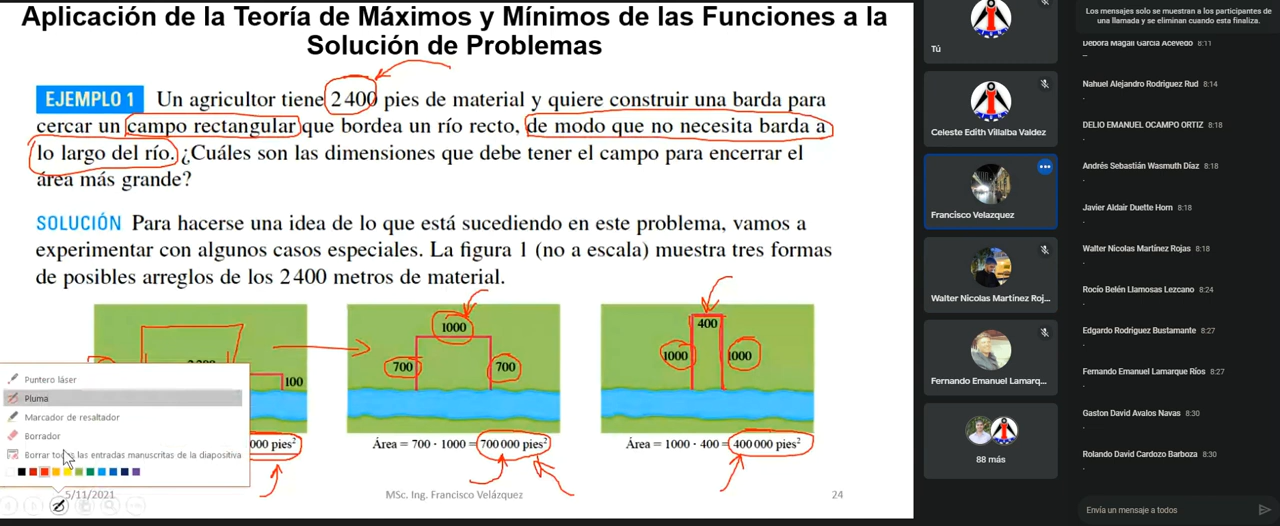 Aplicación de la Teoría de Máximos y Mínimos de las Funciones a la
Solución de Problemas
EJEMPLO 1 Un agricultor tiene 2 400 pies de material y quiere construir una barda para
cercar un campo rectangular que bordea un río recto, de modo que no necesita barda a
lo largo del río. ¿Cuáles son las dimensiones que debe tener el campo para encerrar el
área más grande?
SOLUCIÓN Para hacerse una idea de lo que está sucediendo en este problema, vamos a
experimentar con algunos casos especiales. La figura 1 (no a escala) muestra tres formas
de posibles arreglos de los 2 400 metros de material.
100
000 pies²
1000
700
700
Área = 700 · 1000 = 700 000 pies²
400
1000
1000
Área = 1000 · 400 = 400 000 pies²
Puntero láser
Pluma
Marcador de resaltador
Borrador
Borrar todas las entradas manuscritas de la diapositiva
5/11/2021
MSc. Ing. Francisco Velázquez
24
Tú
Celeste Edith Villalba Valdez
Francisco Velazquez
Walter Nicolas Martínez Roj...
Fernando Emanuel Lamarq...
88 más
Los mensajes solo se muestran a los participantes de
una llamada y se eliminan cuando esta finaliza.
Debora Magali Garcia Acevedo 8:11
Nahuel Alejandro Rodriguez Rud 8:14
.
DELIO EMANUEL OCAMPO ORTIZ 8:18
.
Andrés Sebastián Wasmuth Díaz 8:18
.
Javier Aldair Duette Horn 8:18
.
Walter Nicolas Martínez Rojas 8:18
.
Rocío Belén Llamosas Lezcano 8:24
.
Edgardo Rodriguez Bustamante 8:27
.
Fernando Emanuel Lamarque Ríos 8:27
.
Gaston David Avalos Navas 8:30
.
Rolando David Cardozo Barboza 8:30
.
Envía un mensaje a todos